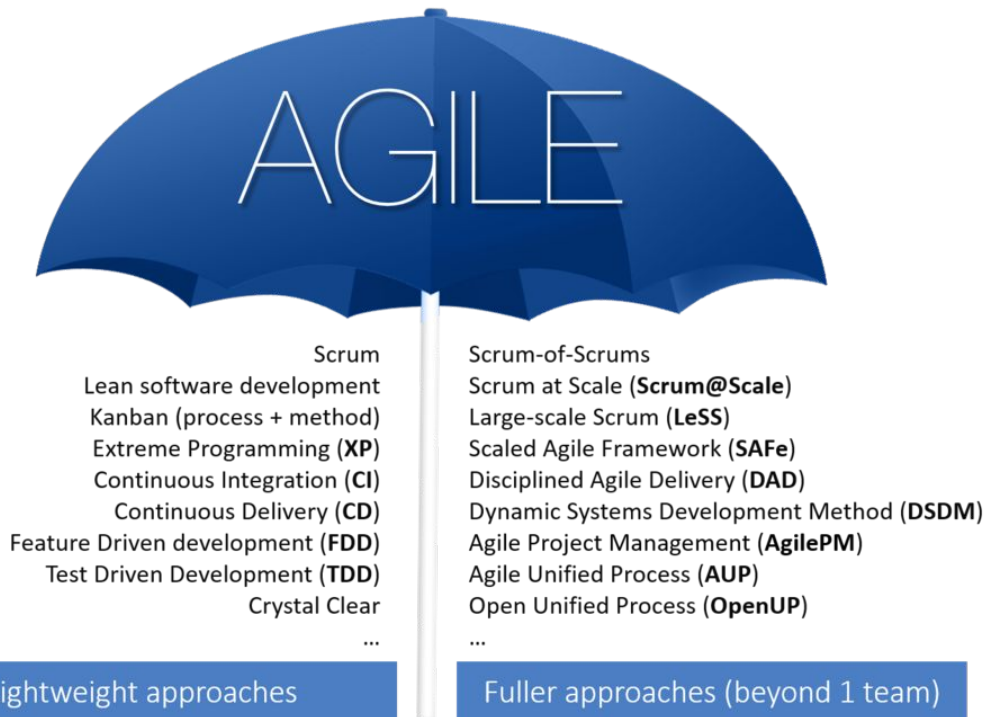 AGILE
Scrum
Lean software development
Kanban (process + method)
Extreme Programming (XP)
Continuous Integration (CI)
Continuous Delivery (CD)
Feature Driven development (FDD)
Test Driven Development (TDD)
Crystal Clear
...
ightweight approaches
Scrum-of-Scrums
Scrum at Scale (Scrum@Scale)
Large-scale Scrum (LeSS)
Scaled Agile Framework (SAFe)
Disciplined Agile Delivery (DAD)
Dynamic Systems Development Method (DSDM)
Agile Project Management (AgilePM)
Agile Unified Process (AUP)
Open Unified Process (OpenUP)
...
Fuller approaches (beyond 1 team)